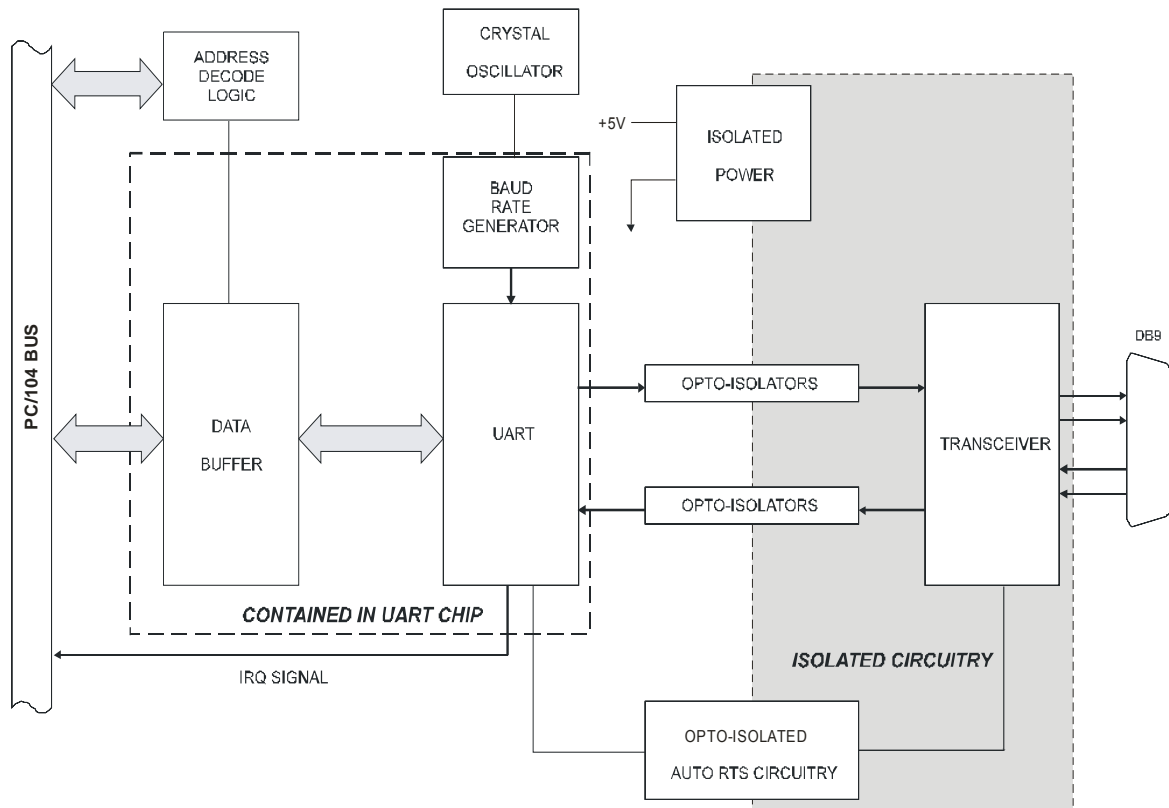 CRYSTAL
OSCILLATOR
ADDRESS
DECODE
LOGIC
+5V
ISOLATED
POWER
BAUD
RATE
GENERATOR
PC/104 BUS
DB9
OPTO-ISOLATORS
DATA
BUFFER
UART
TRANSCEIVER
OPTO-ISOLATORS
CONTAINED IN UART CHIP
ISOLATED CIRCUITRY
IRQ SIGNAL
OPTO-ISOLATED
AUTO RTS CIRCUITRY